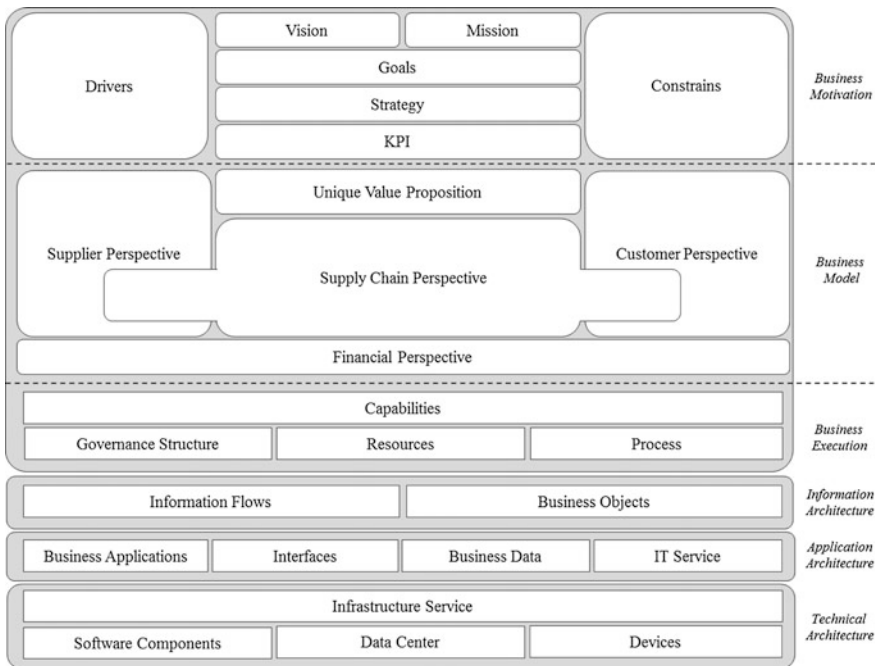 Vision
Mission
Drivers
Goals
Constrains
Business
Motivation
Strategy
KPI
Unique Value Proposition
Supplier Perspective
Customer Perspective
Business
Model
Supply Chain Perspective
Financial Perspective
Capabilities
Business
Execution
Governance Structure
Resources
Process
Information Flows
Business Objects
Information
Architecture
Business Applications
Interfaces
Business Data
IT Service
Application
Architecture
Infrastructure Service
Technical
Architecture
Software Components
Data Center
Devices